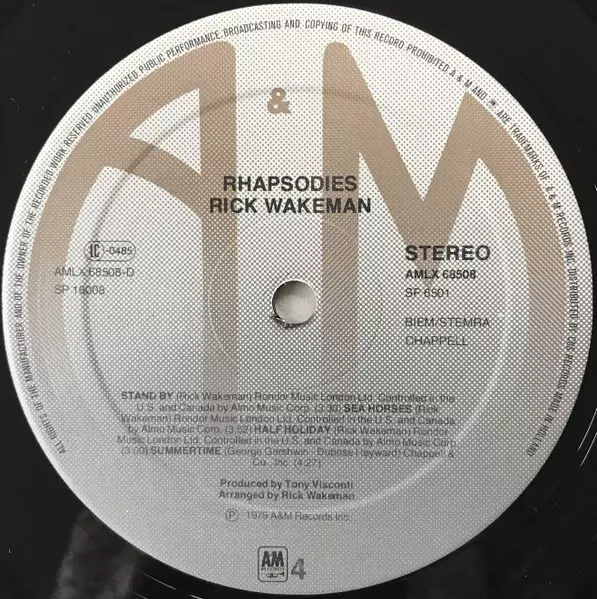 ALL RIGHTS OF THE MANUFACTURER AND OF THE OWNER OF THE RECORDED WORK RESERVED. UNAUTHORIZED PUBLIC PERFORMANCE, BROADCASTING AND COPYING OF THIS RECORD PROHIBITED. A & M AND ARE TRADEMARKS OF A & M RECORDS INC. DISTRIBUTED BY CBS RECORDS. MADE IN HOLLAND
A & M
RHAPSODIES
RICK WAKEMAN
IC I-0485
AMLX 68508-D
SP 16008
STEREO
AMLX 68508
SP 6501
BIEM/STEMRA
CHAPPELL
STAND BY (Rick Wakeman) Rondor Music London Ltd. Controlled in the
U.S. and Canada by Almo Music Corp. (3:30) SEA HORSES (Rick
Wakeman) Rondor Music London Ltd. Controlled in the U.S. and Canada
by Almo Music Corp. (3:52) HALF HOLIDAY (Rick Wakeman) Rondor
Music London Ltd. Controlled in the U.S. and Canada by Almo Music Corp.
(3:00) SUMMERTIME (George Gershwin - Dubose Heyward) Chappell &
Co., Inc. (4:27)
Produced by Tony Visconti
Arranged by Rick Wakeman
Ⓟ 1979 A&M Records Inc.
AM
RECORDS
4